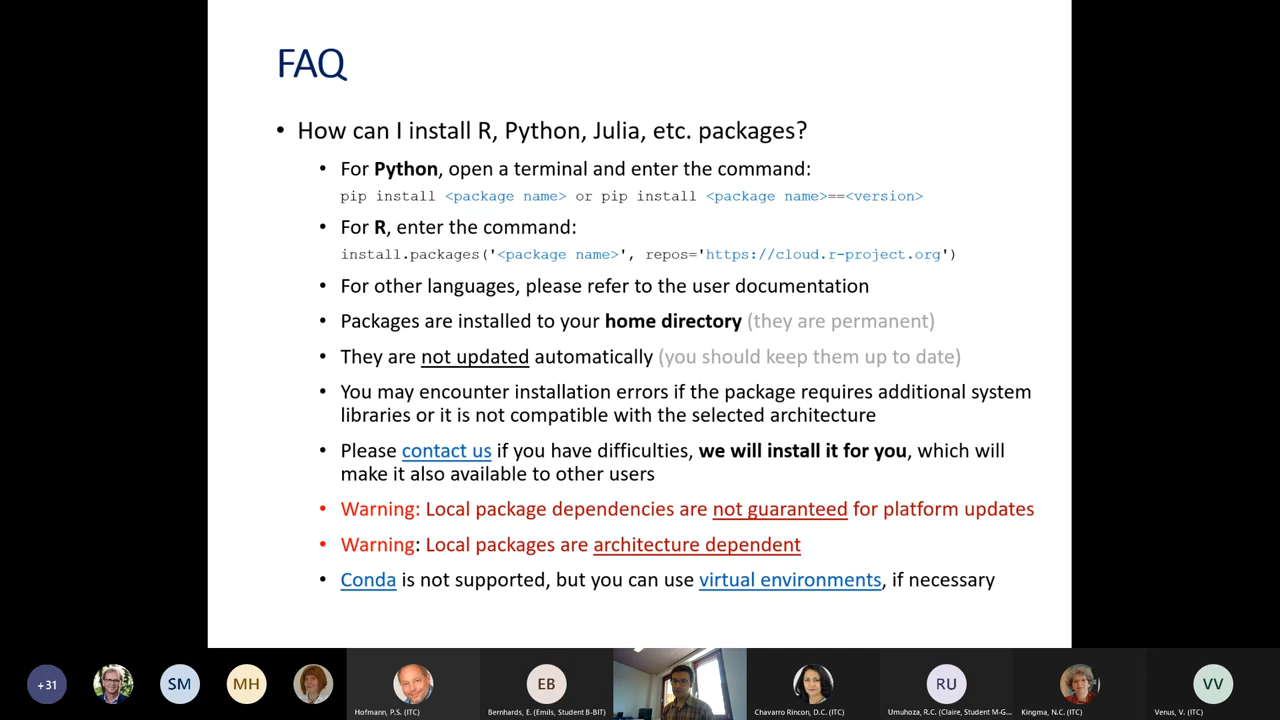 FAQ
• How can I install R, Python, Julia, etc. packages?
• For Python, open a terminal and enter the command:
pip install <package name> or pip install <package name>==<version>
• For R, enter the command:
install.packages('<package name>', repos='https://cloud.r-project.org')
• For other languages, please refer to the user documentation
• Packages are installed to your home directory (they are permanent)
• They are not updated automatically (you should keep them up to date)
• You may encounter installation errors if the package requires additional system
libraries or it is not compatible with the selected architecture
• Please contact us if you have difficulties, we will install it for you, which will
make it also available to other users
• Warning: Local package dependencies are not guaranteed for platform updates
• Warning: Local packages are architecture dependent
• Conda is not supported, but you can use virtual environments, if necessary
+31
SM
MH
EB
RU
VV
Hofmann, P.S. (ITC)
Bernhards, E. (Emils, Student B-BIT)
Chavarro Rincon, D.C. (ITC)
Umuhoza, R.C. (Claire, Student M-G...
Kingma, N.C. (ITC)
Venus, V. (ITC)